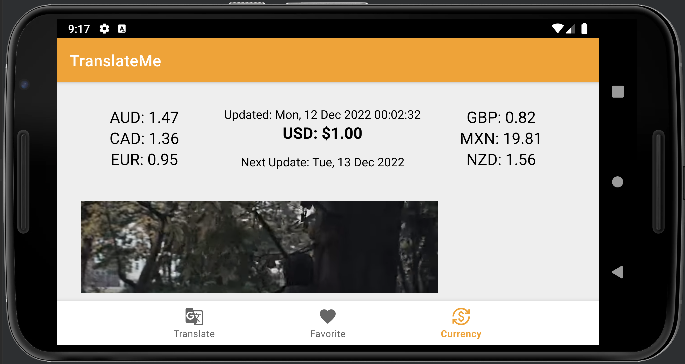 9:17
TranslateMe
AUD: 1.47
CAD: 1.36
EUR: 0.95
Updated: Mon, 12 Dec 2022 00:02:32
USD: $1.00
Next Update: Tue, 13 Dec 2022
GBP: 0.82
MXN: 19.81
NZD: 1.56
Translate
Favorite
Currency